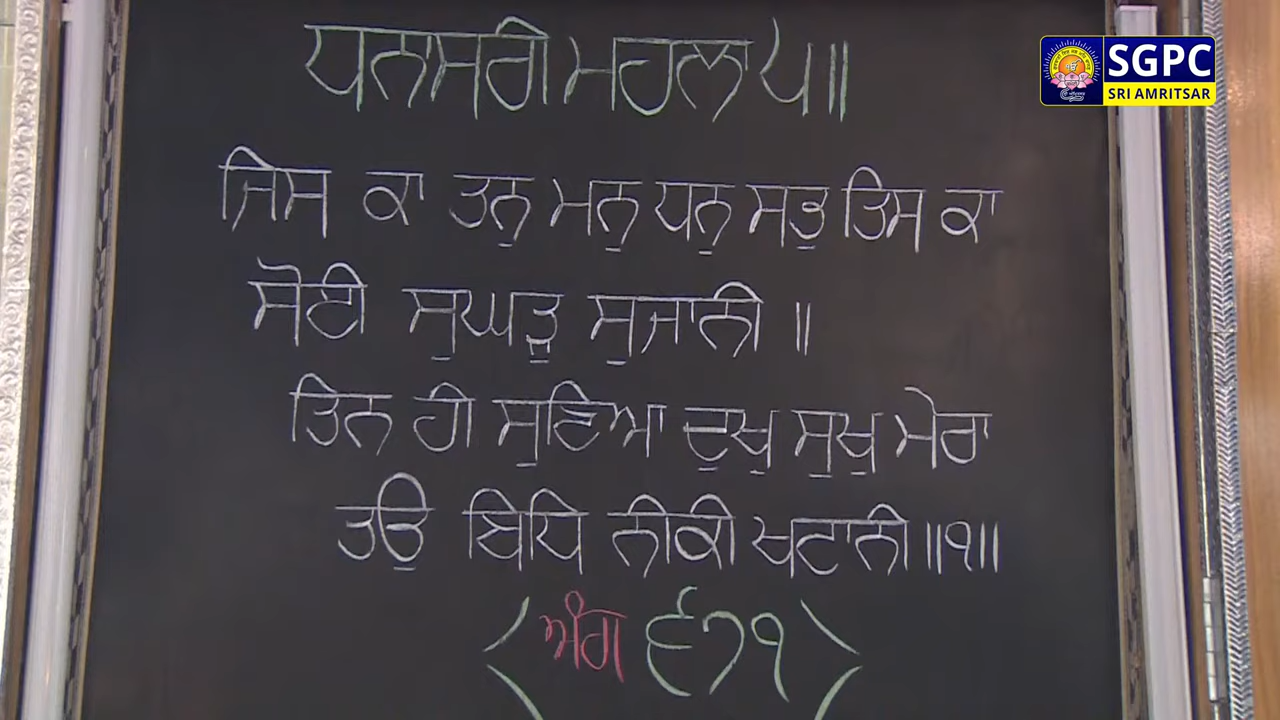 ਧਨਾਸਰੀ ਮਹਲਾ ੫॥
ਜਿਸ ਕਾ ਤਨੁ ਮਨੁ ਧਨੁ ਸਭੁ ਤਿਸ ਕਾ
ਸੋਈ ਸੁਘੜੁ ਸੁਜਾਨੀ ॥
ਤਿਨ ਹੀ ਸੁਣਿਆ ਦੁਖੁ ਸੁਖੁ ਮੇਰਾ
ਤਉ ਬਿਧਿ ਨੀਕੀ ਖਟਾਨੀ ॥੧॥
ਅੰਗ ੬੭੧
SGPC
SRI AMRITSAR